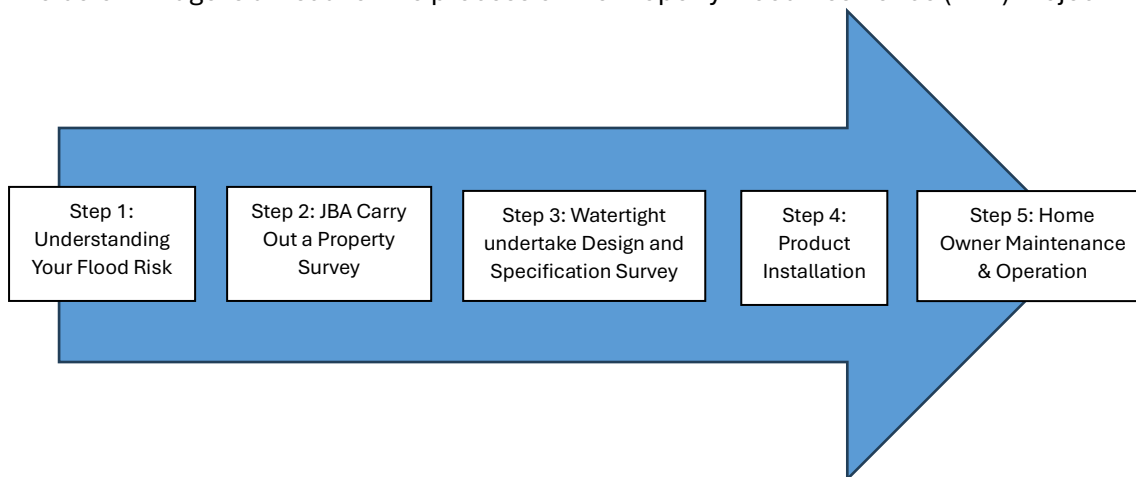 Step 1:
Understanding
Your Flood Risk
Step 2: JBA Carry
Out a Property
Survey
Step 3: Watertight
undertake Design and
Specification Survey
Step 4:
Product
Installation
Step 5: Home
Owner Maintenance
& Operation